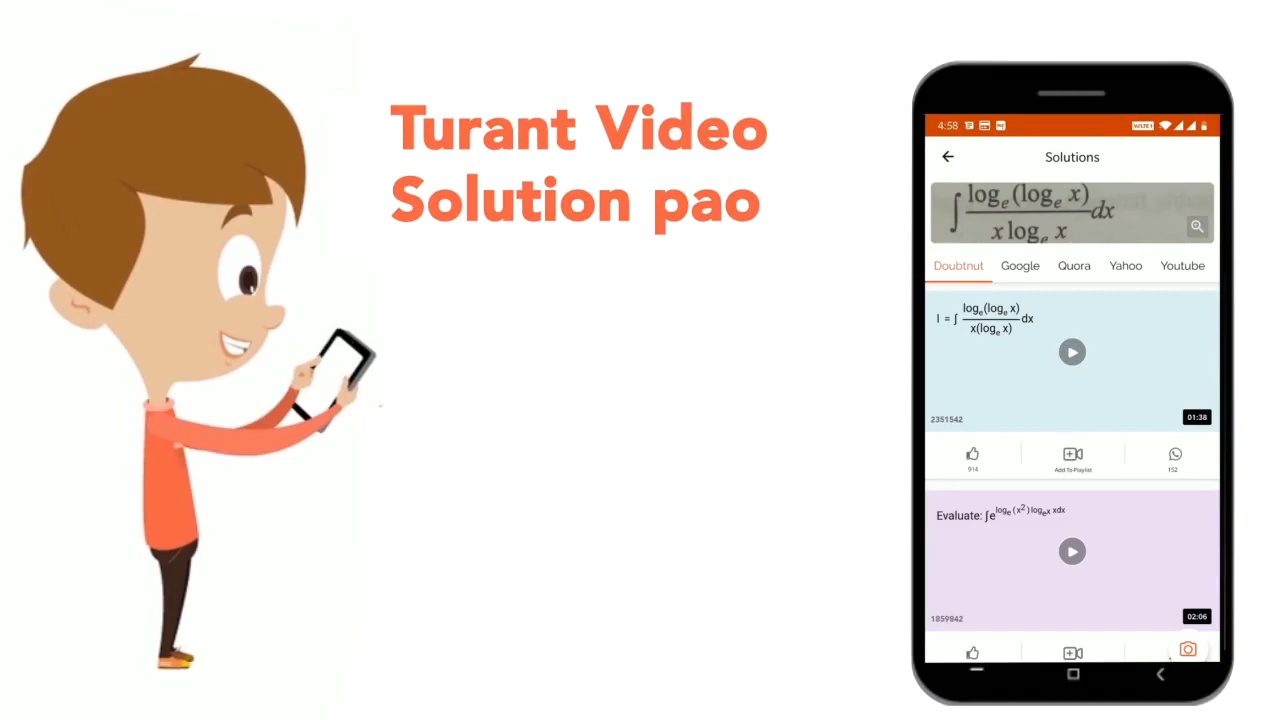 Turant Video
Solution pao
4:58
VoLTE1
Solutions
∫ logₑ(logₑ x) / x logₑ x dx
Doubtnut Google Quora Yahoo Youtube
I = ∫ logₑ(logₑ x) / x(logₑ x) dx
2351542 01:38
914 Add To Playlist 152
Evaluate: ∫e^logₑ(x²)logₑx xdx
1859842 02:06